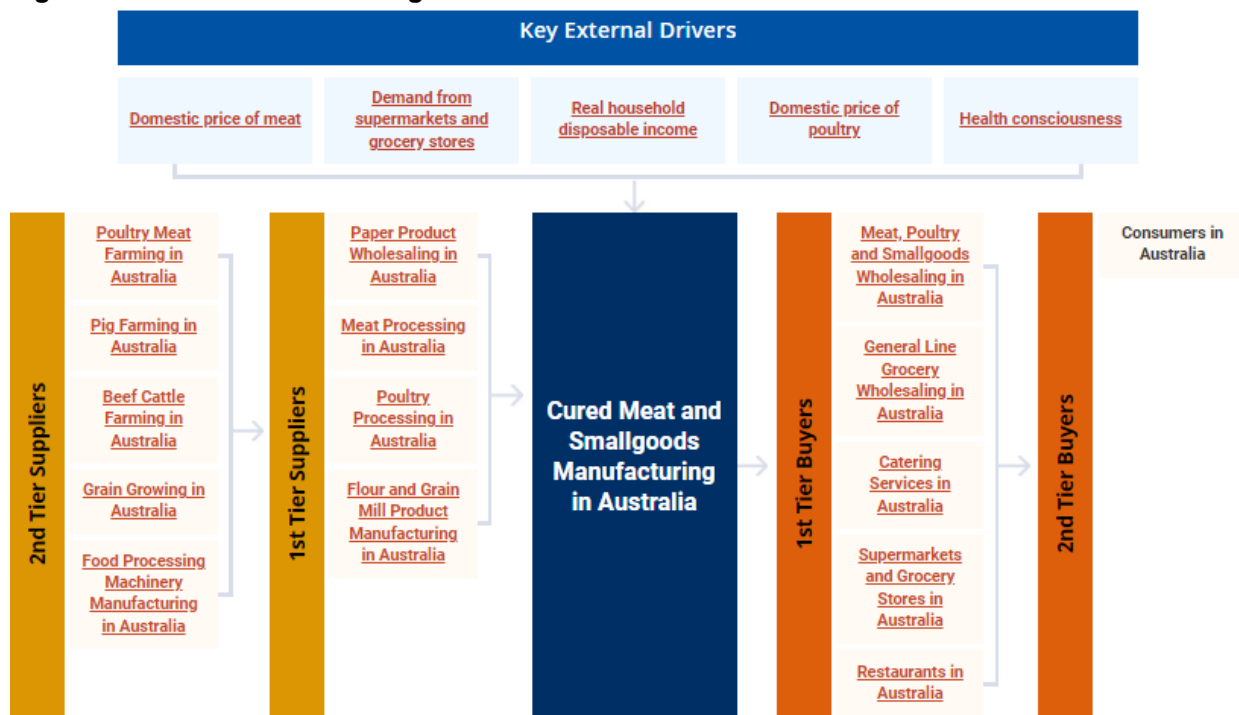 Key External Drivers
Domestic price of meat
Demand from
supermarkets and
grocery stores
Real household
disposable income
Domestic price of
poultry
Health consciousness
2nd Tier Suppliers
Poultry Meat
Farming in
Australia
Pig Farming in
Australia
Beef Cattle
Farming in
Australia
Grain Growing in
Australia
Food Processing
Machinery
Manufacturing
in Australia
1st Tier Suppliers
Paper Product
Wholesaling in
Australia
Meat Processing
in Australia
Poultry
Processing in
Australia
Flour and Grain
Mill Product
Manufacturing
in Australia
Cured Meat and
Smallgoods
Manufacturing
in Australia
1st Tier Buyers
Meat, Poultry
and Smallgoods
Wholesaling in
Australia
General Line
Grocery
Wholesaling in
Australia
Catering
Services in
Australia
Supermarkets
and Grocery
Stores in
Australia
Restaurants in
Australia
2nd Tier Buyers
Consumers in
Australia